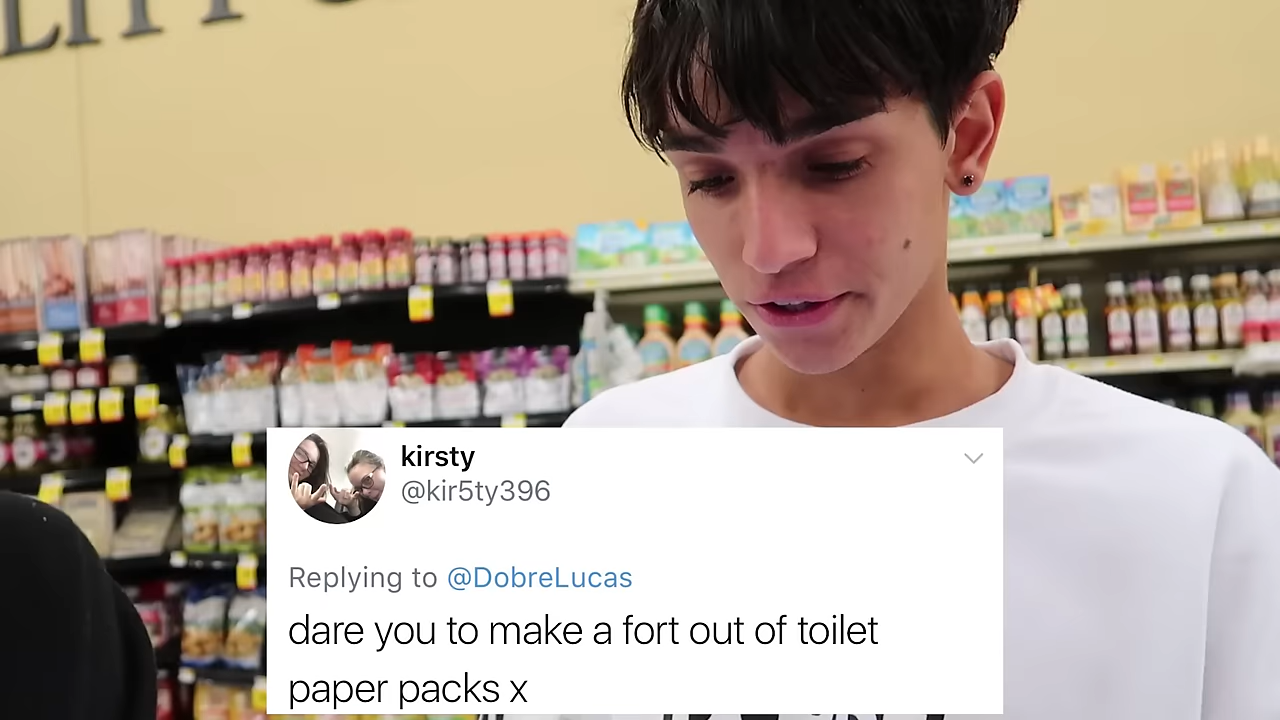 kirsty
@kir5ty396
Replying to @DobreLucas
dare you to make a fort out of toilet
paper packs x